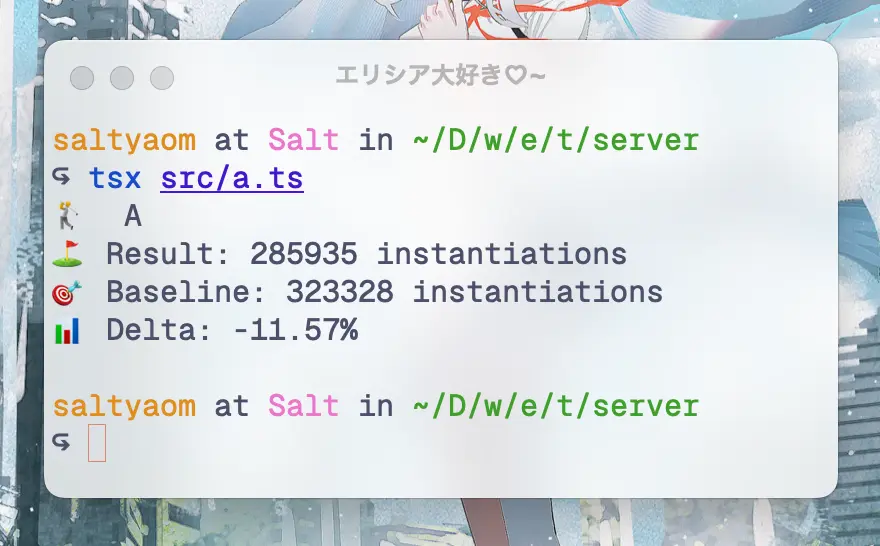 エリシア大好き♡~
saltyaom at Salt in ~/D/w/e/t/server
↪ tsx src/a.ts
🏌 A
⛳ Result: 285935 instantiations
🎯 Baseline: 323328 instantiations
📊 Delta: -11.57%
saltyaom at Salt in ~/D/w/e/t/server
↪